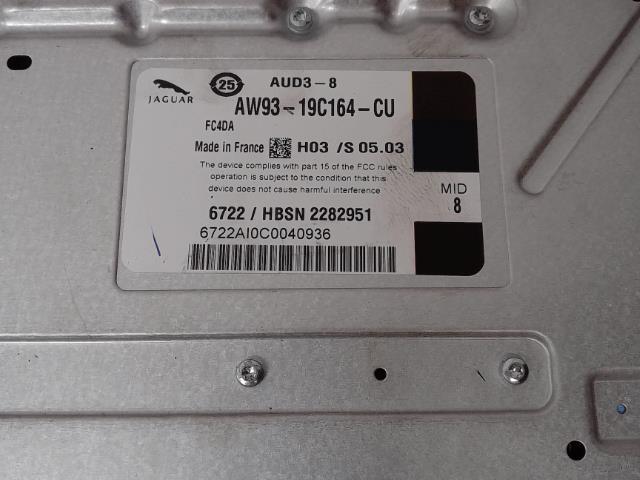 JAGUAR
25
AUD3-8
AW93-19C164-CU
FC4DA
Made in France H03 /S 05.03
The device complies with part 15 of the FCC rules
operation is subject to the condition that this
device does not cause harmful interference
MID
8
6722 / HBSN 2282951
6722AI0C0040936